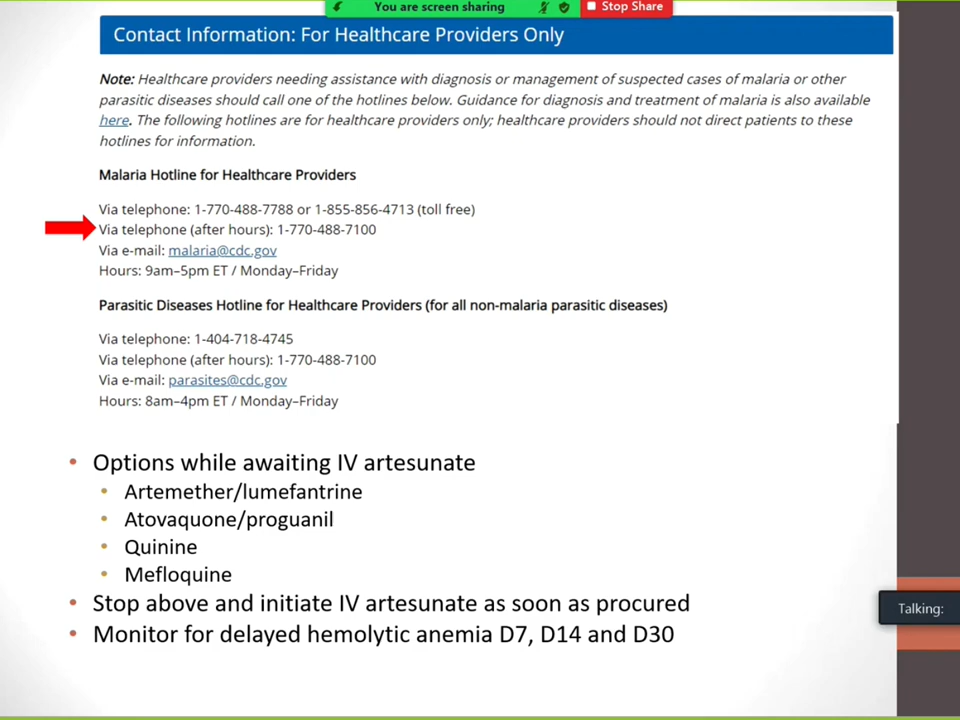 You are screen sharing
Stop Share
Contact Information: For Healthcare Providers Only
Note: Healthcare providers needing assistance with diagnosis or management of suspected cases of malaria or other
parasitic diseases should call one of the hotlines below. Guidance for diagnosis and treatment of malaria is also available
here. The following hotlines are for healthcare providers only; healthcare providers should not direct patients to these
hotlines for information.
Malaria Hotline for Healthcare Providers
Via telephone: 1-770-488-7788 or 1-855-856-4713 (toll free)
Via telephone (after hours): 1-770-488-7100
Via e-mail: malaria@cdc.gov
Hours: 9am–5pm ET / Monday–Friday
Parasitic Diseases Hotline for Healthcare Providers (for all non-malaria parasitic diseases)
Via telephone: 1-404-718-4745
Via telephone (after hours): 1-770-488-7100
Via e-mail: parasites@cdc.gov
Hours: 8am–4pm ET / Monday–Friday
• Options while awaiting IV artesunate
• Artemether/lumefantrine
• Atovaquone/proguanil
• Quinine
• Mefloquine
• Stop above and initiate IV artesunate as soon as procured
• Monitor for delayed hemolytic anemia D7, D14 and D30
Talking: